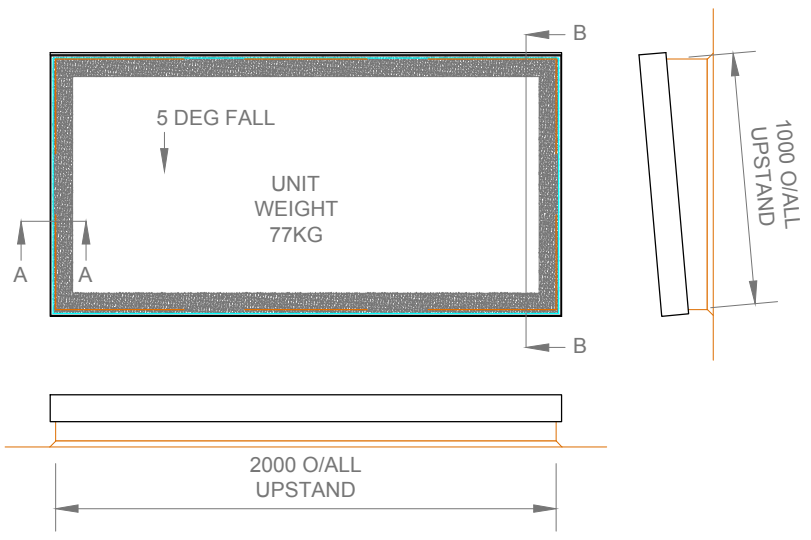 B
5 DEG FALL
UNIT
WEIGHT
77KG
A
A
B
1000 O/ALL
UPSTAND
2000 O/ALL
UPSTAND